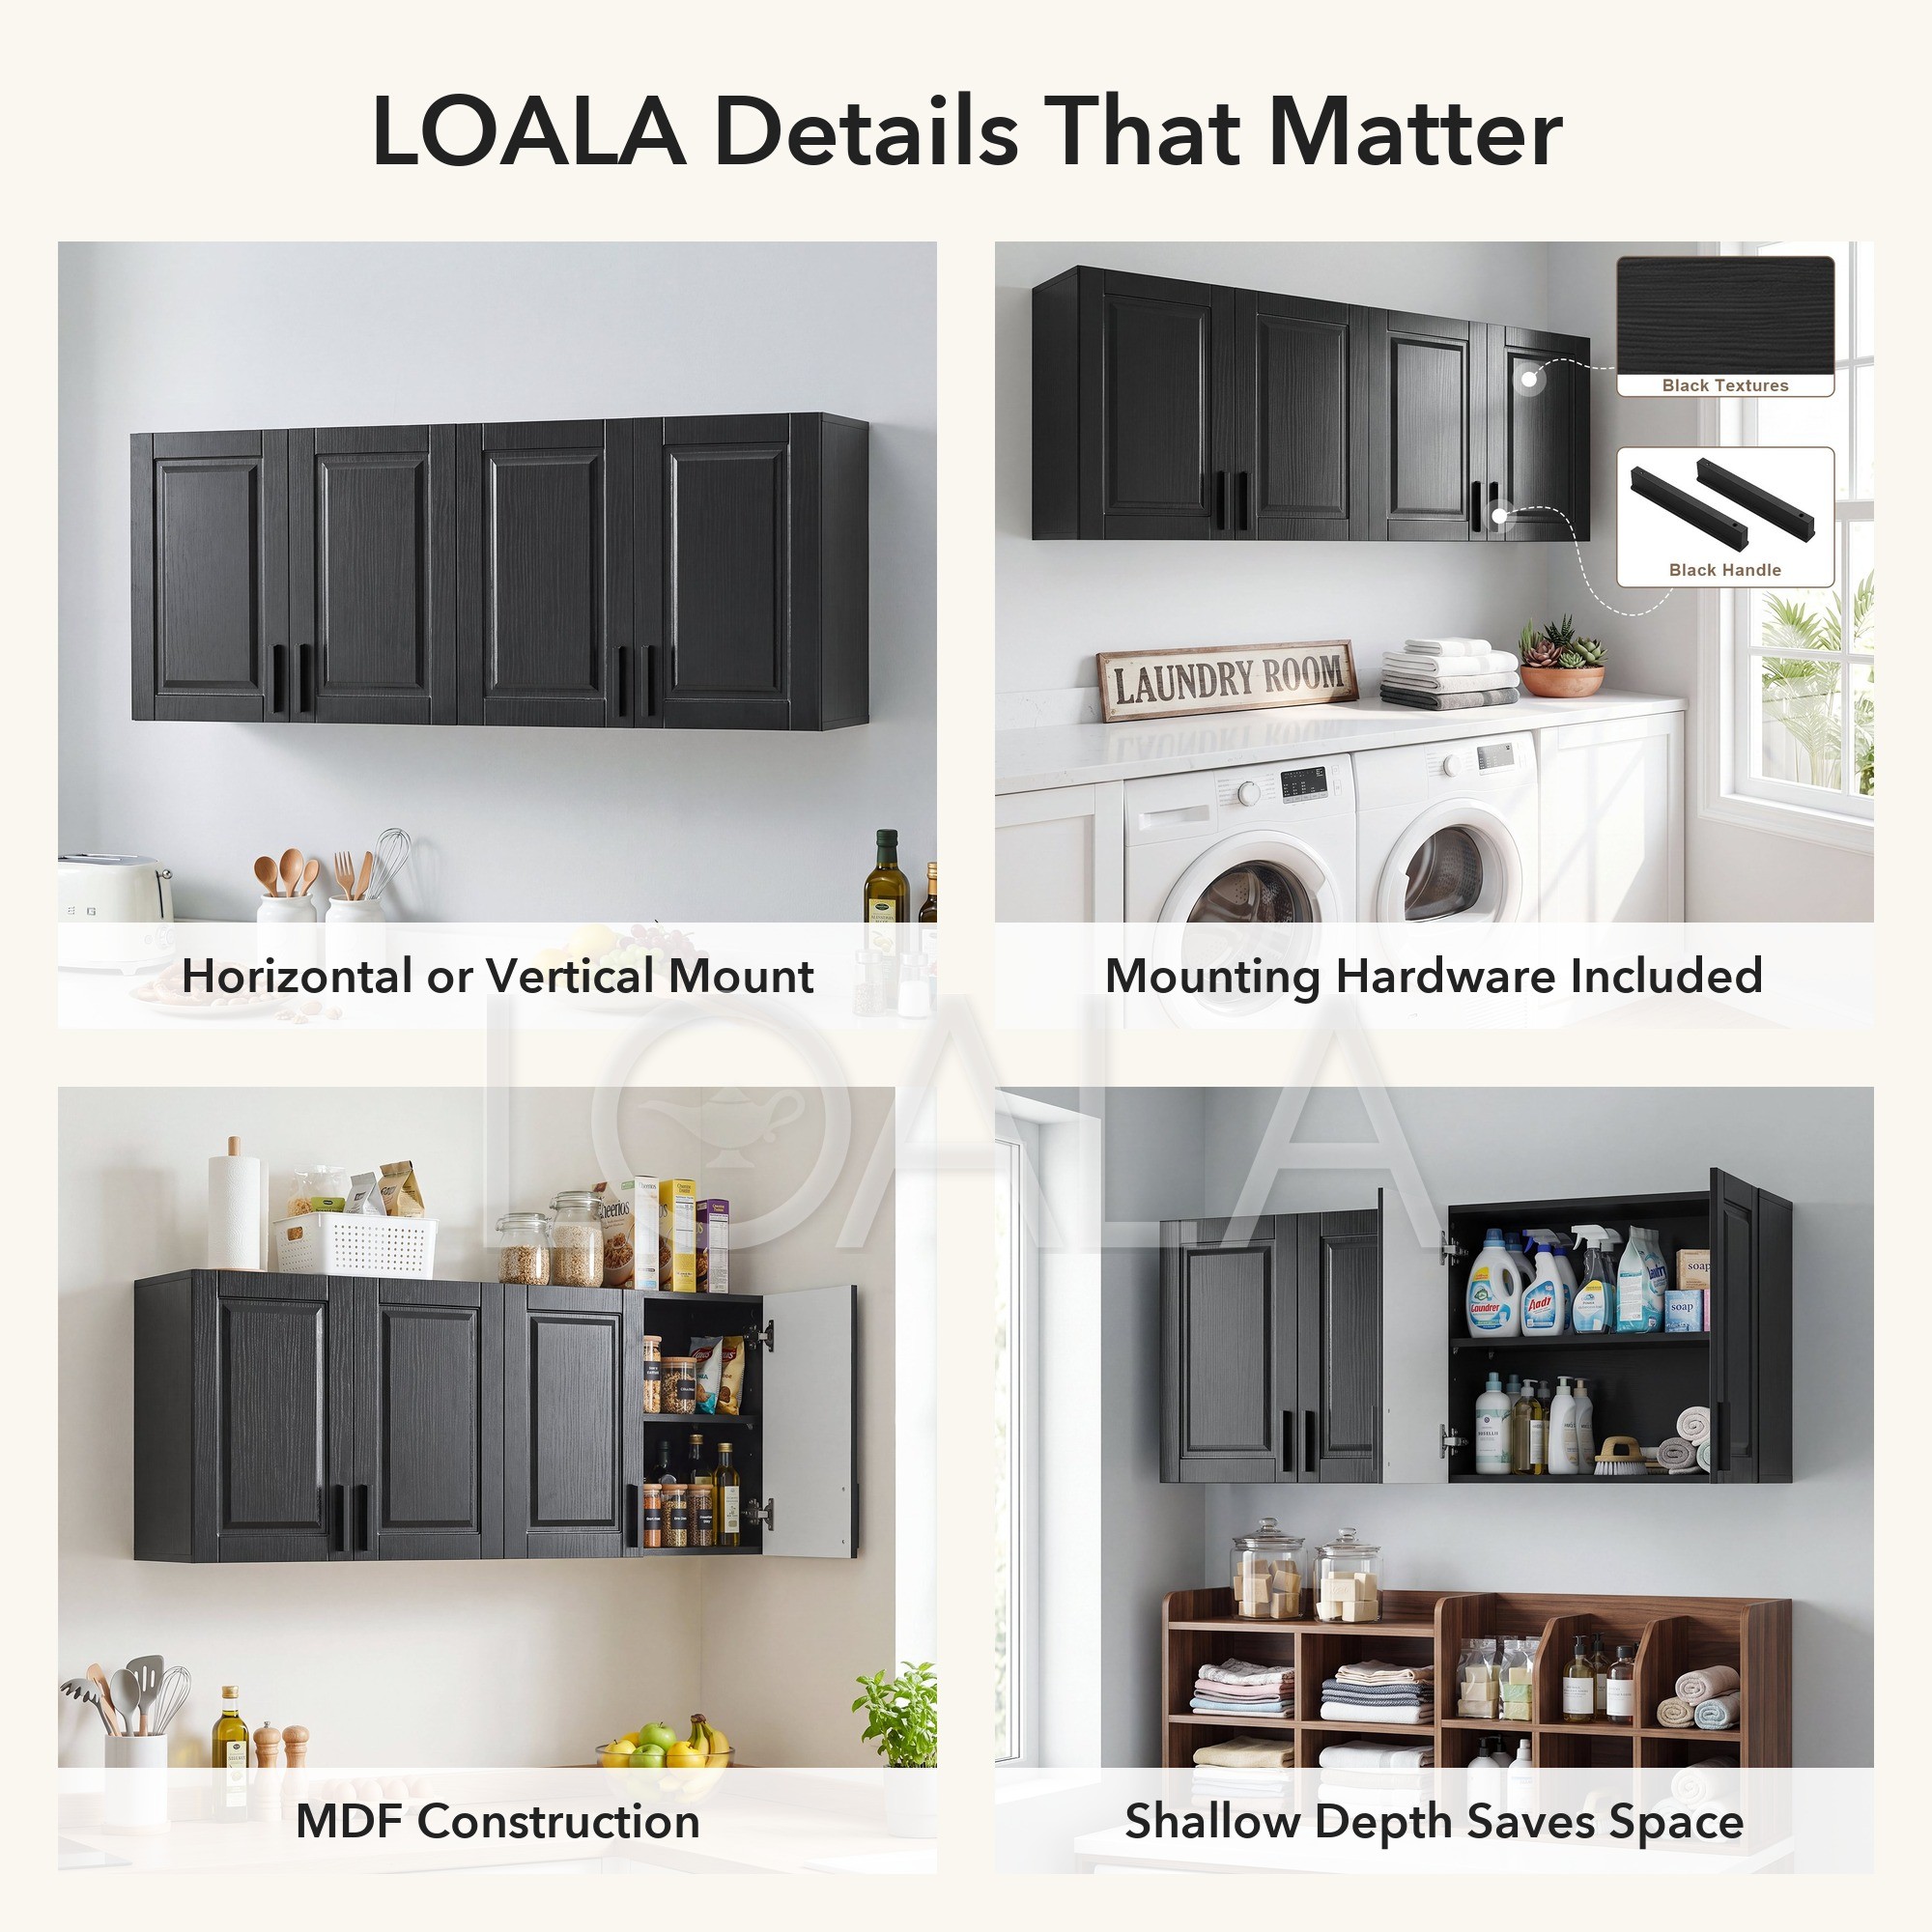 LOALA Details That Matter
Black Textures
Black Handle
LAUNDRY ROOM
Horizontal or Vertical Mount
Mounting Hardware Included
LOALA
Cheerios
soap
Laundrer
Aadr
soap
MDF Construction
Shallow Depth Saves Space